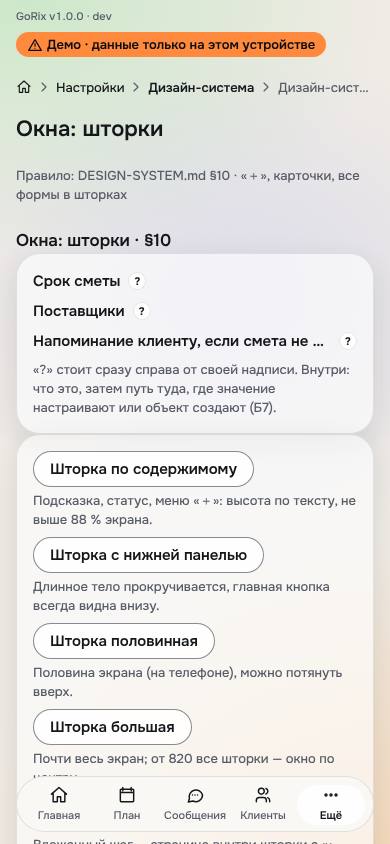 GoRix v1.0.0 · dev
Демо · данные только на этом устройстве
Настройки
Дизайн-система
Дизайн-сист...
Окна: шторки
Правило: DESIGN-SYSTEM.md §10 · «+», карточки, все
формы в шторках
Окна: шторки · §10
Срок сметы ?
Поставщики ?
Напоминание клиенту, если смета не ... ?
«?» стоит сразу справа от своей надписи. Внутри:
что это, затем путь туда, где значение
настраивают или объект создают (Б7).
Шторка по содержимому
Подсказка, статус, меню «+»: высота по тексту, не
выше 88 % экрана.
Шторка с нижней панелью
Длинное тело прокручивается, главная кнопка
всегда видна внизу.
Шторка половинная
Половина экрана (на телефоне), можно потянуть
вверх.
Шторка большая
Почти весь экран; от 820 все шторки — окно по
Главная
План
Сообщения
Клиенты
Ещё